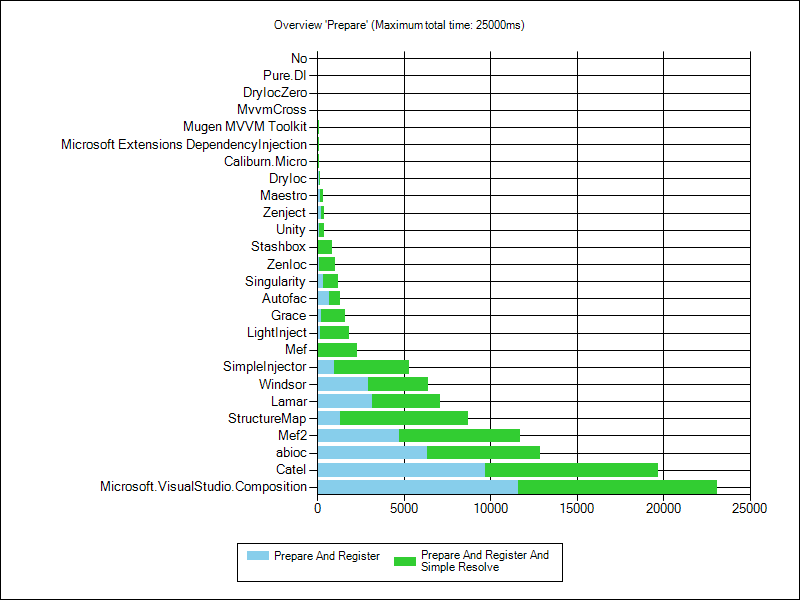 Overview 'Prepare' (Maximum total time: 25000ms)
No
Pure.DI
DryIocZero
MvvmCross
Mugen MVVM Toolkit
Microsoft Extensions DependencyInjection
Caliburn.Micro
DryIoc
Maestro
Zenject
Unity
Stashbox
ZenIoc
Singularity
Autofac
Grace
LightInject
Mef
SimpleInjector
Windsor
Lamar
StructureMap
Mef2
abioc
Catel
Microsoft.VisualStudio.Composition
0 5000 10000 15000 20000 25000
Prepare And Register
Prepare And Register And
Simple Resolve